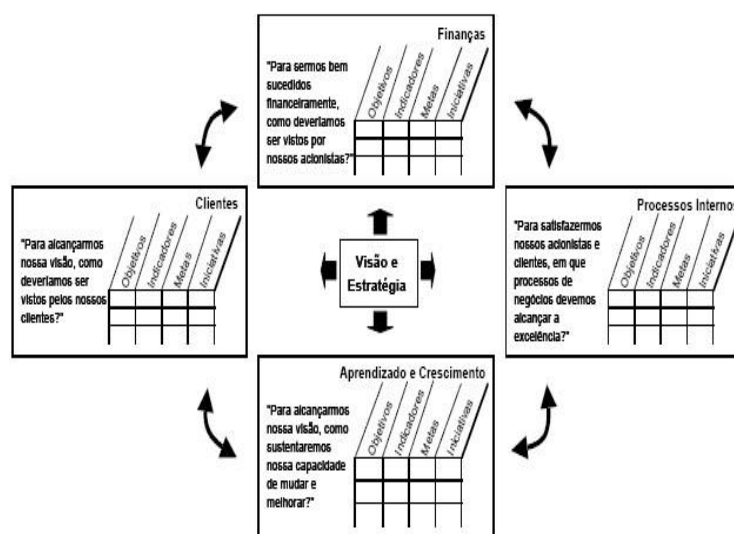 Finanças
"Para sermos bem
sucedidos
financeiramente,
como deveríamos
ser vistos por
nossos acionistas?"
Objetivos
Indicadores
Metas
Iniciativas
Clientes
"Para alcançarmos
nossa visão, como
deveríamos ser
vistos pelos nossos
clientes?"
Objetivos
Indicadores
Metas
Iniciativas
Visão e
Estratégia
Processos Internos
"Para satisfazermos
nossos acionistas e
clientes, em que
processos de
negócios devemos
alcançar a
excelência?"
Objetivos
Indicadores
Metas
Iniciativas
Aprendizado e Crescimento
"Para alcançarmos
nossa visão, como
sustentaremos
nossa capacidade
de mudar e
melhorar?"
Objetivos
Indicadores
Metas
Iniciativas